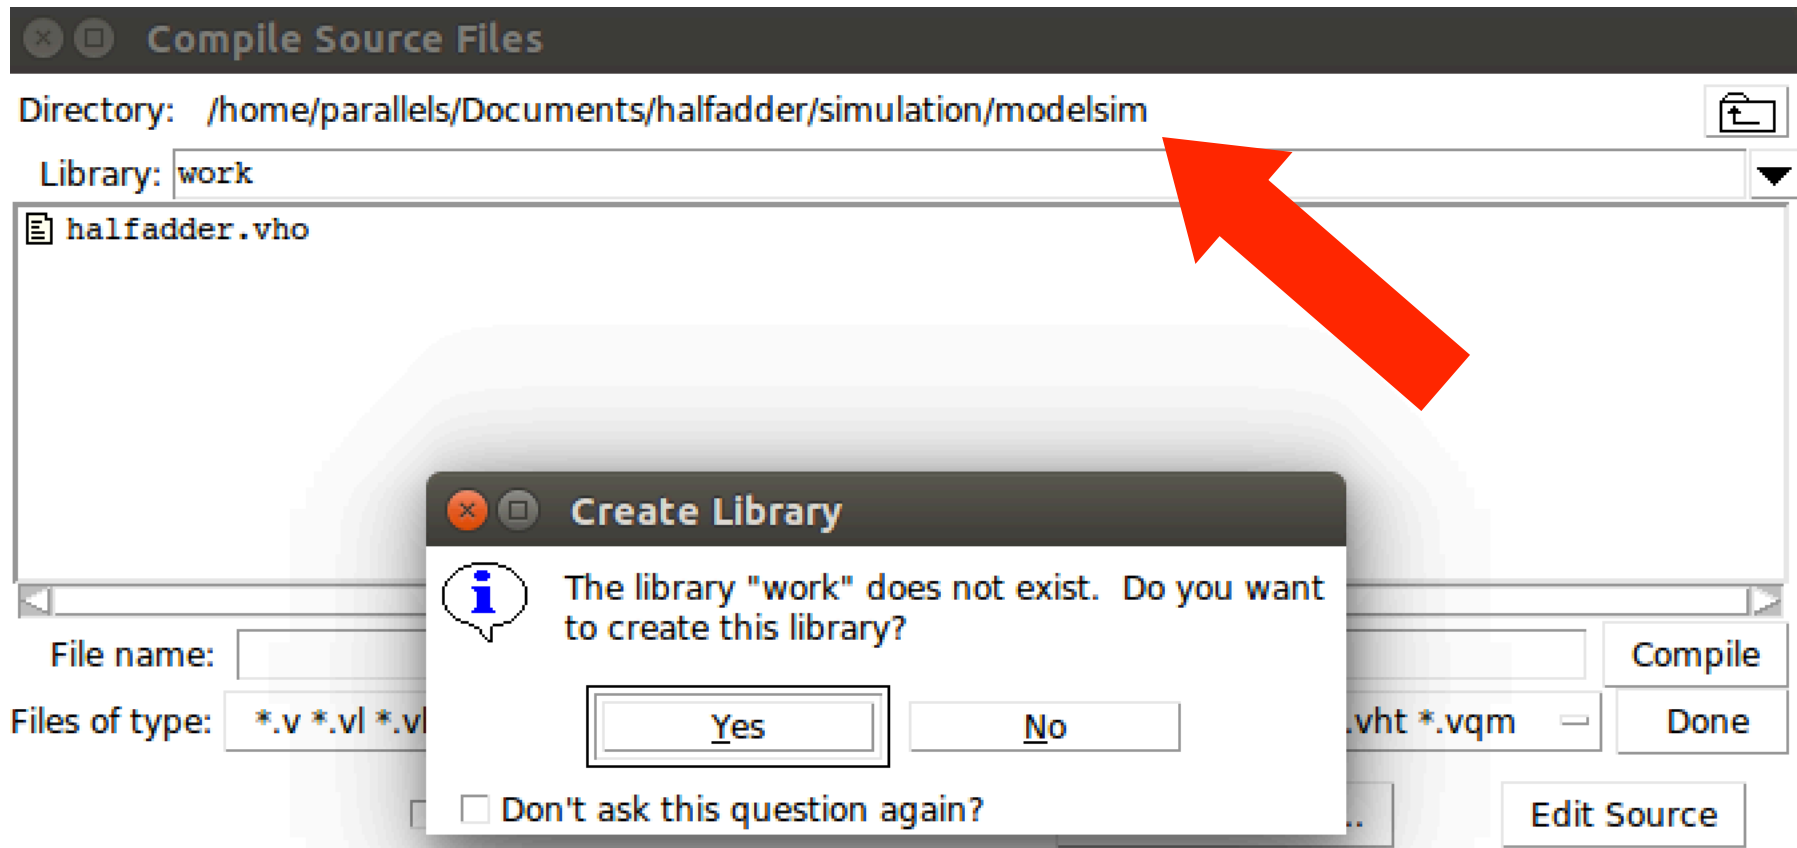 Compile Source Files
Directory: /home/parallels/Documents/halfadder/simulation/modelsim
Library: work
halfadder.vho
Create Library
The library "work" does not exist. Do you want
to create this library?
File name:
Compile
Files of type: *.v *.vl
.vht *.vqm
Done
Yes
No
Don't ask this question again?
..
Edit Source